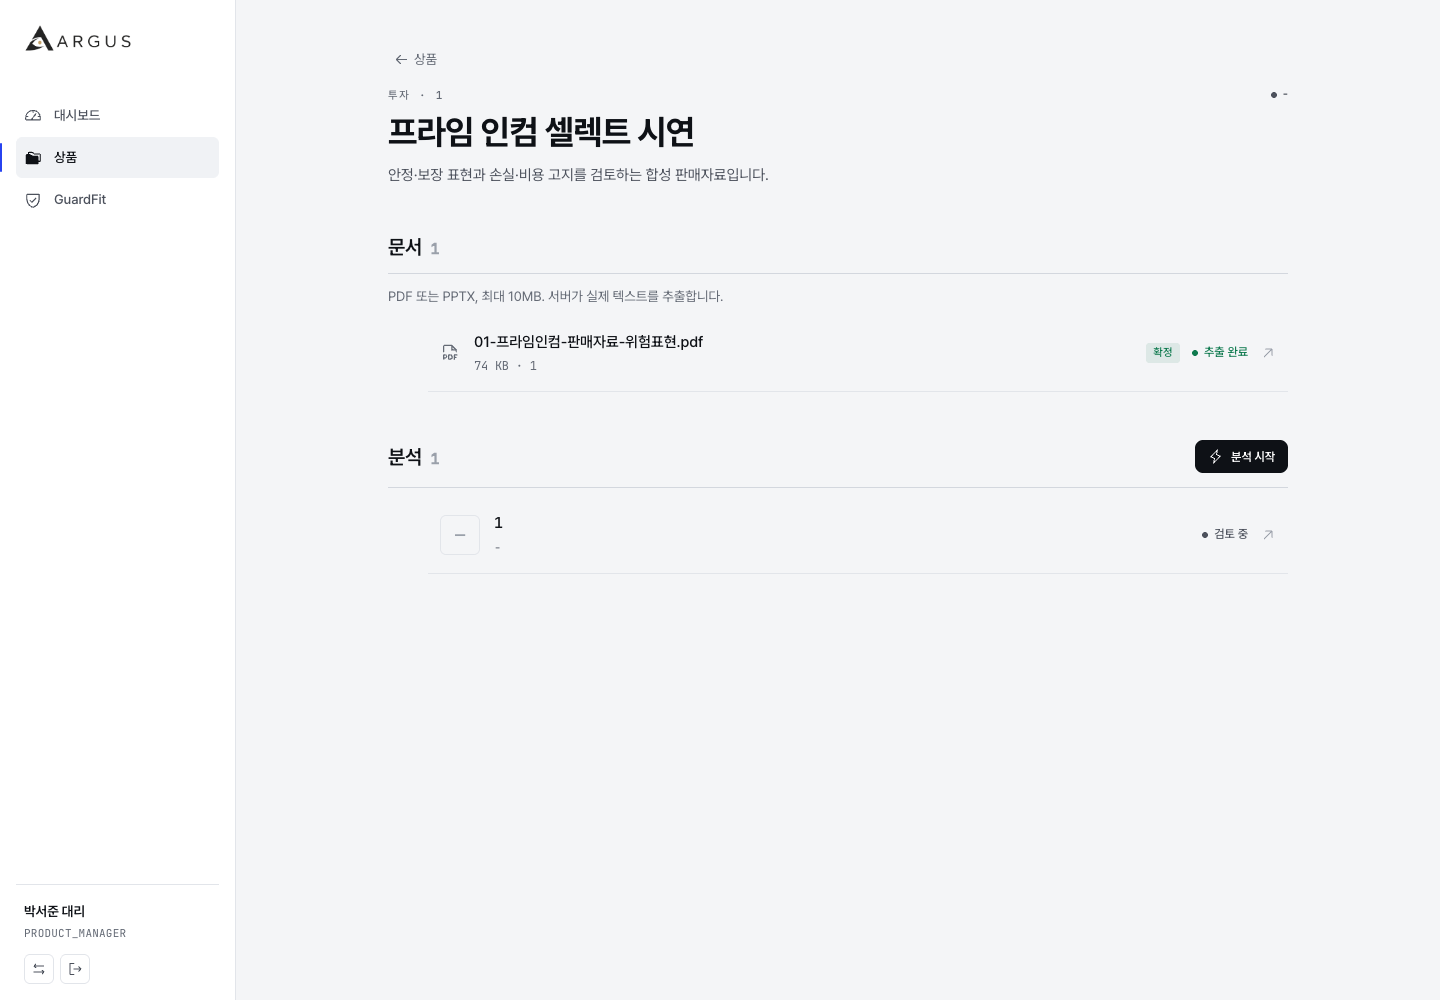 ARGUS
대시보드
상품
GuardFit
박서준 대리
PRODUCT_MANAGER
상품
투자 · 1
-
프라임 인컴 셀렉트 시연
안정·보장 표현과 손실·비용 고지를 검토하는 합성 판매자료입니다.
문서 1
PDF 또는 PPTX, 최대 10MB. 서버가 실제 텍스트를 추출합니다.
PDF
01-프라임인컴-판매자료-위험표현.pdf
74 KB · 1
확정
추출 완료
분석 1
분석 시작
1
-
검토 중